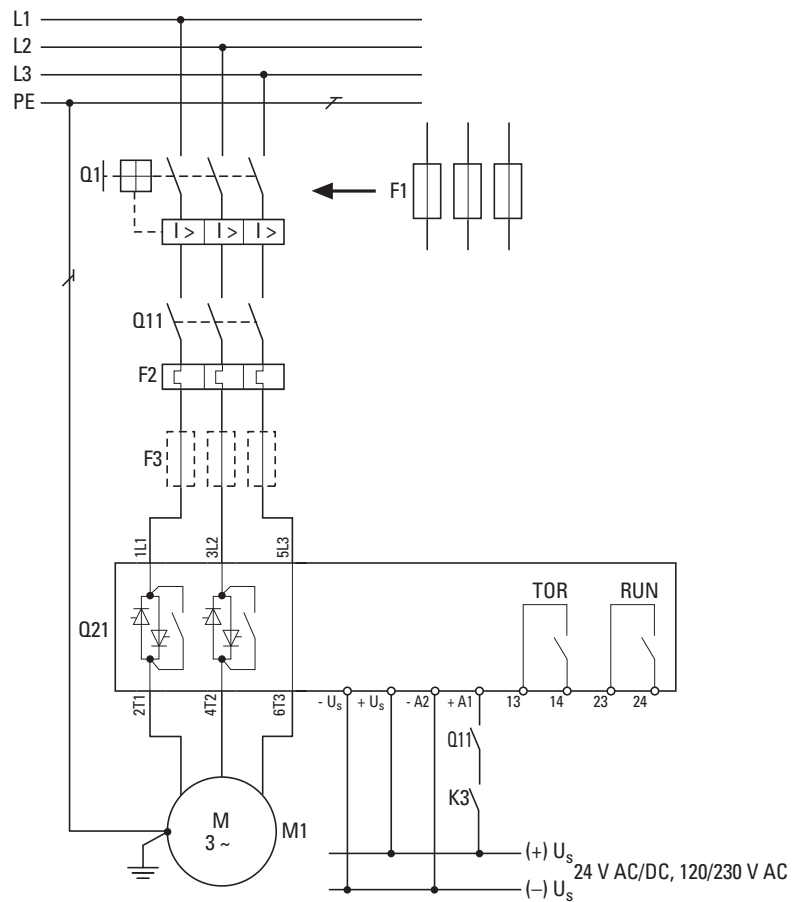 L1
L2
L3
PE
Q1
F1
I > I > I >
Q11
F2
F3
1L1 3L2 5L3
TOR RUN
Q21
2T1 4T2 6T3 - Us + Us - A2 + A1 13 14 23 24
Q11
K3
M
3 ~
M1
(+) Us
24 V AC/DC, 120/230 V AC
(−) Us